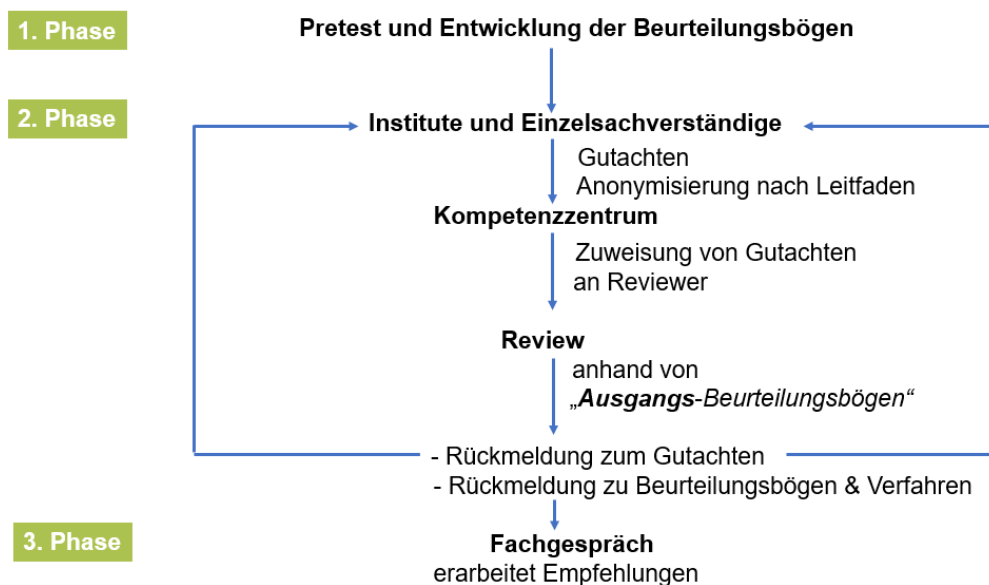 1. Phase
Pretest und Entwicklung der Beurteilungsbögen
2. Phase
Institute und Einzelsachverständige
Gutachten
Anonymisierung nach Leitfaden
Kompetenzzentrum
Zuweisung von Gutachten
an Reviewer
Review
anhand von
„Ausgangs-Beurteilungsbögen“
- Rückmeldung zum Gutachten
- Rückmeldung zu Beurteilungsbögen & Verfahren
3. Phase
Fachgespräch
erarbeitet Empfehlungen